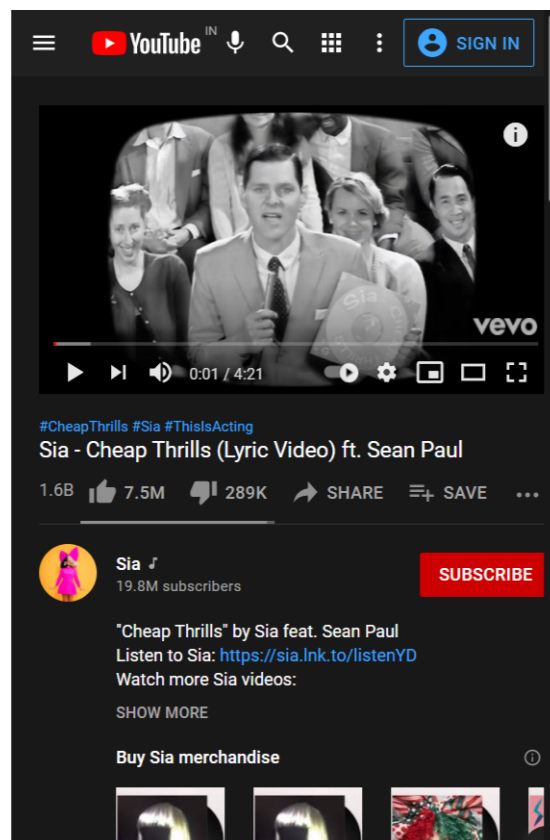 YouTube IN
SIGN IN
Sia
vevo
0:01 / 4:21
#CheapThrills #Sia #ThisIsActing
Sia - Cheap Thrills (Lyric Video) ft. Sean Paul
1.6B 7.5M 289K SHARE SAVE
Sia
19.8M subscribers
SUBSCRIBE
"Cheap Thrills" by Sia feat. Sean Paul
Listen to Sia: https://sia.lnk.to/listenYD
Watch more Sia videos:
SHOW MORE
Buy Sia merchandise